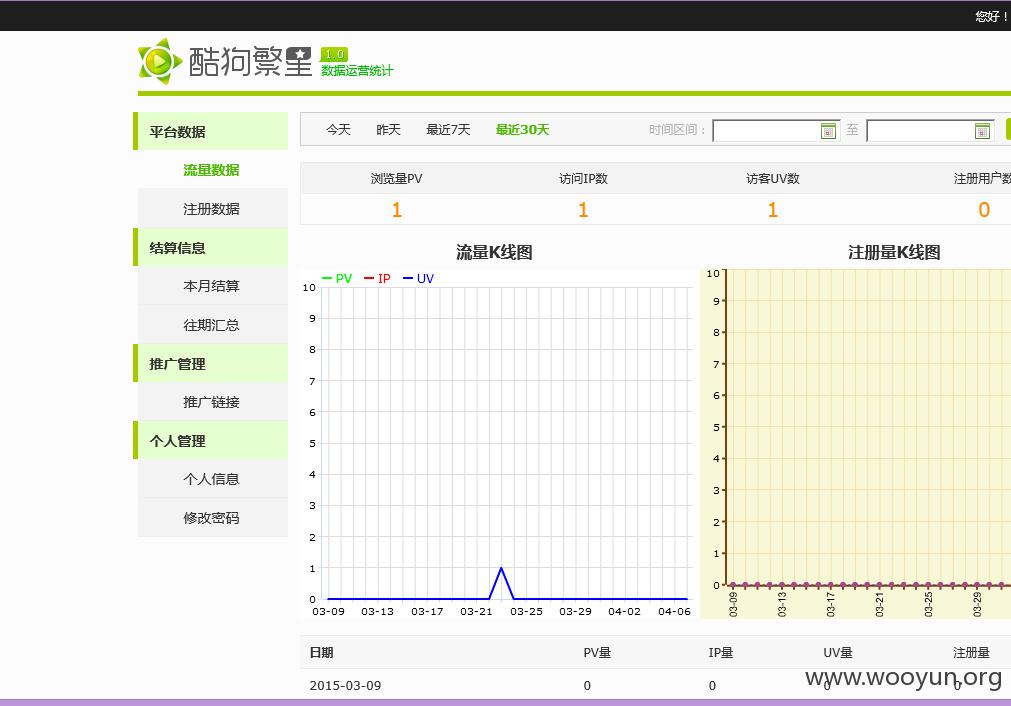 您好！
酷狗繁星 1.0
数据运营统计
平台数据
流量数据
注册数据
结算信息
本月结算
往期汇总
推广管理
推广链接
个人管理
个人信息
修改密码
今天 昨天 最近7天 最近30天 时间区间： 至
浏览量PV 访问IP数 访客UV数 注册用户数
1 1 1 0
流量K线图
PV IP UV
10
9
8
7
6
5
4
3
2
1
0
03-09 03-13 03-17 03-21 03-25 03-29 04-02 04-06
注册量K线图
10
9
8
7
6
5
4
3
2
1
0
03-09 03-13 03-17 03-21 03-25 03-29
日期 PV量 IP量 UV量 注册量
2015-03-09 0 0 0 0
www.wooyun.org